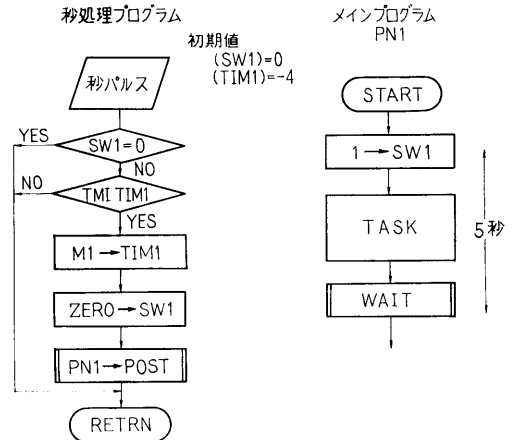 秒処理プログラム
初期値
(SW1)=0
(TIM1)=-4
秒パルス
YES
SW1=0
NO
NO
TMI TIM1
YES
M1→TIM1
ZERO→SW1
PN1→POST
RETRN
メインプログラム
PN1
START
1→SW1
TASK
5秒
WAIT